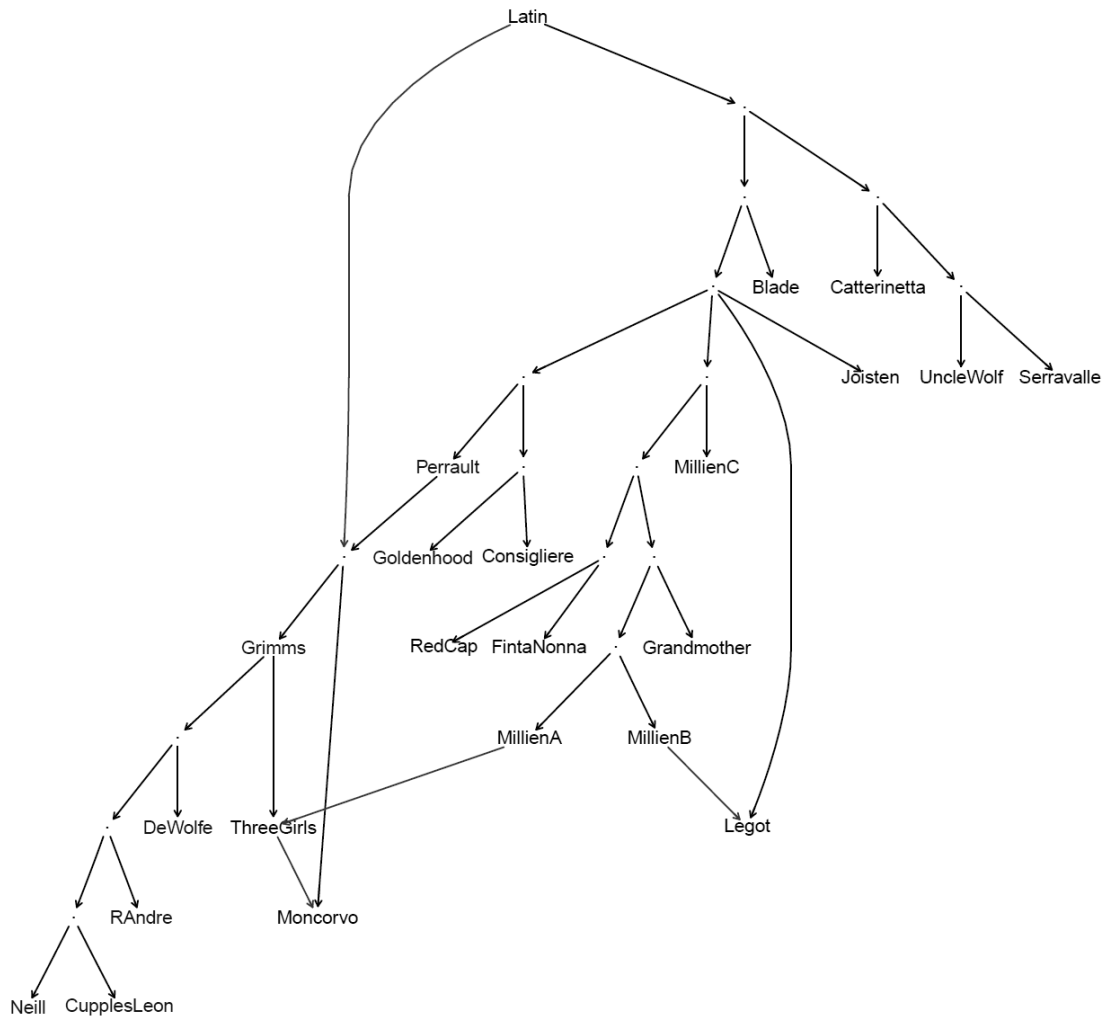 Latin
Blade Catterinetta
Joisten UncleWolf Serravalle
Perrault MillienC
Goldenhood Consigliere
Grimms RedCap FintaNonna Grandmother
MillienA MillienB
DeWolfe ThreeGirls Legot
RAndre Moncorvo
Neill CupplesLeon